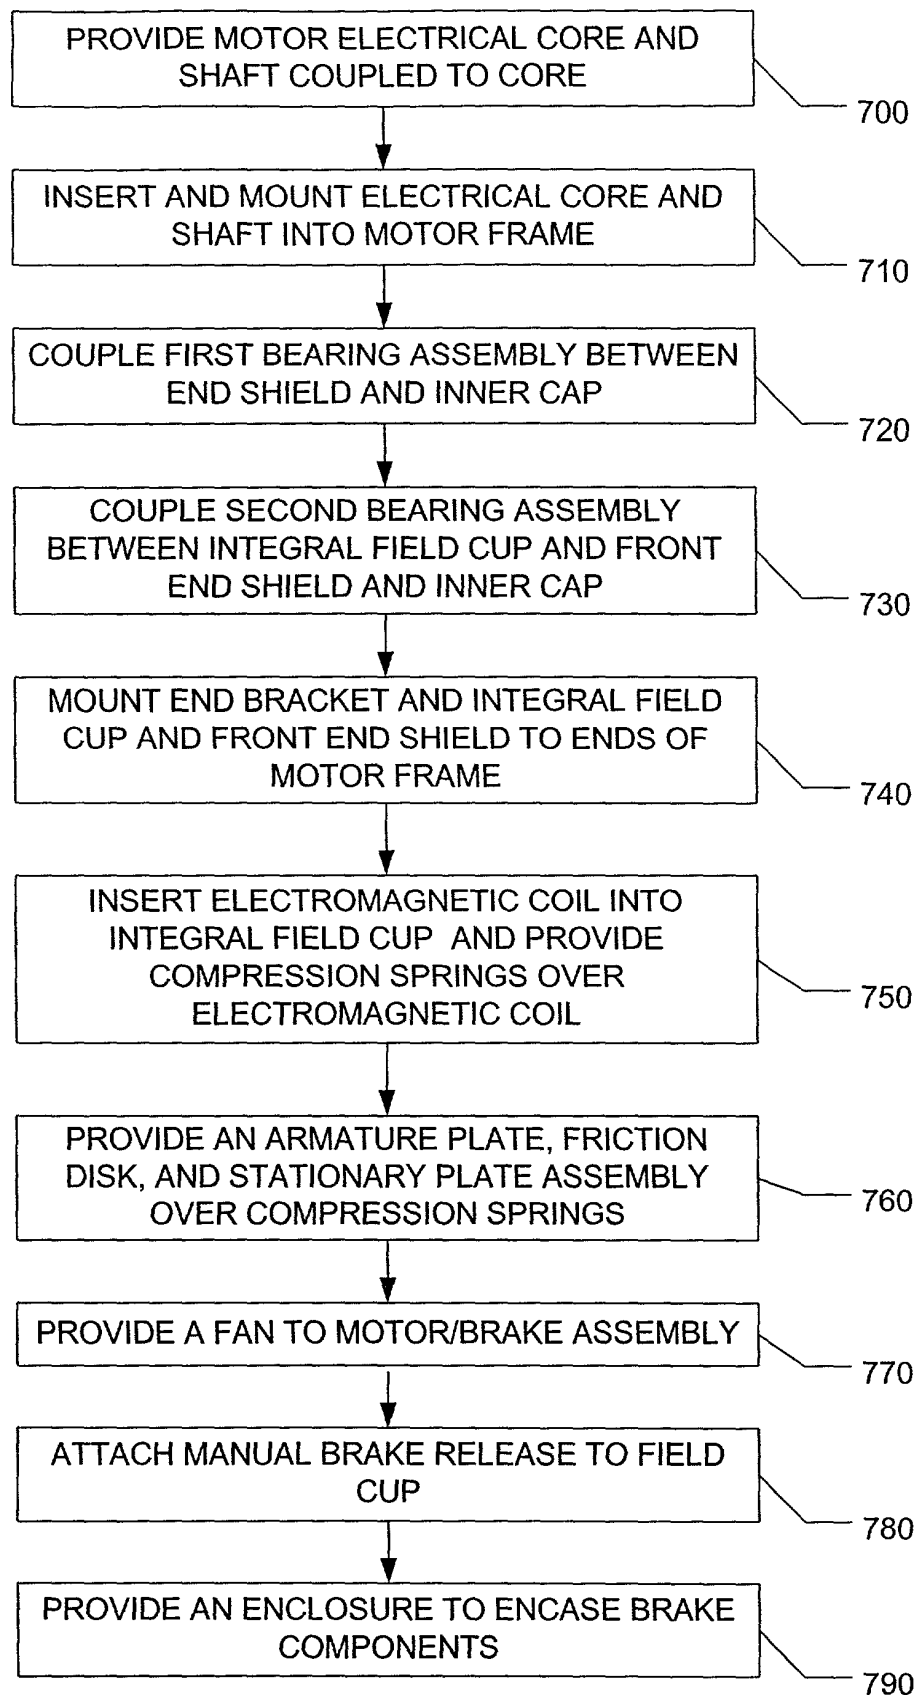 PROVIDE MOTOR ELECTRICAL CORE AND
SHAFT COUPLED TO CORE
700
INSERT AND MOUNT ELECTRICAL CORE AND
SHAFT INTO MOTOR FRAME
710
COUPLE FIRST BEARING ASSEMBLY BETWEEN
END SHIELD AND INNER CAP
720
COUPLE SECOND BEARING ASSEMBLY
BETWEEN INTEGRAL FIELD CUP AND FRONT
END SHIELD AND INNER CAP
730
MOUNT END BRACKET AND INTEGRAL FIELD
CUP AND FRONT END SHIELD TO ENDS OF
MOTOR FRAME
740
INSERT ELECTROMAGNETIC COIL INTO
INTEGRAL FIELD CUP AND PROVIDE
COMPRESSION SPRINGS OVER
ELECTROMAGNETIC COIL
750
PROVIDE AN ARMATURE PLATE, FRICTION
DISK, AND STATIONARY PLATE ASSEMBLY
OVER COMPRESSION SPRINGS
760
PROVIDE A FAN TO MOTOR/BRAKE ASSEMBLY
770
ATTACH MANUAL BRAKE RELEASE TO FIELD
CUP
780
PROVIDE AN ENCLOSURE TO ENCASE BRAKE
COMPONENTS
790